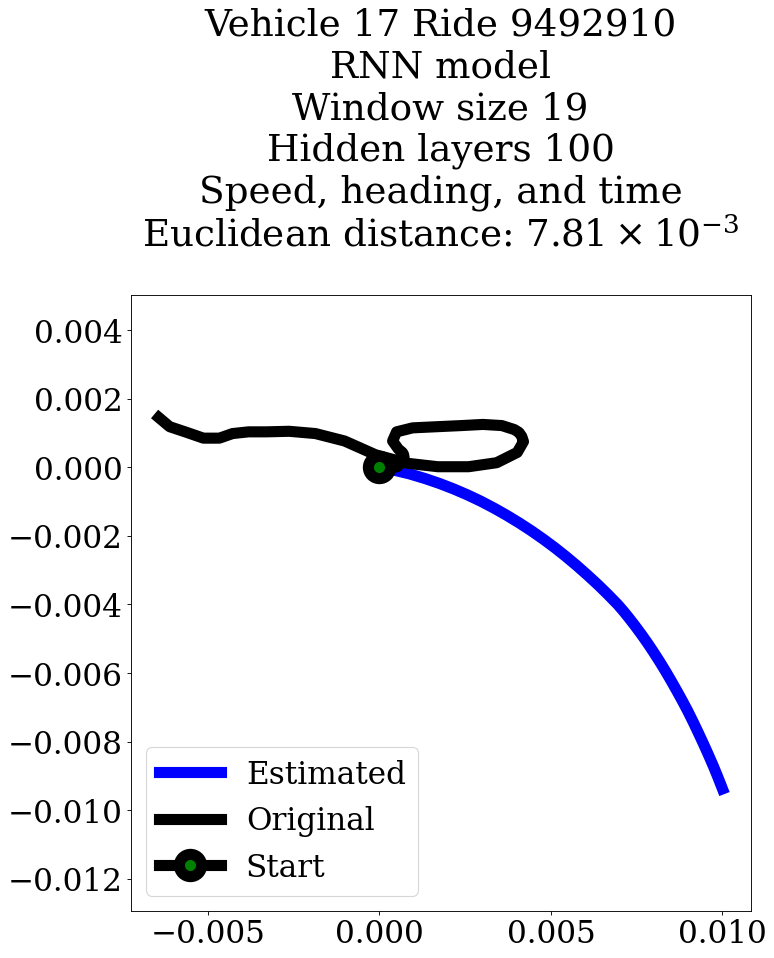 Vehicle 17 Ride 9492910
RNN model
Window size 19
Hidden layers 100
Speed, heading, and time
Euclidean distance: 7.81 × 10⁻³
0.004
0.002
0.000
−0.002
−0.004
−0.006
−0.008
−0.010
−0.012
Estimated
Original
Start
−0.005 0.000 0.005 0.010